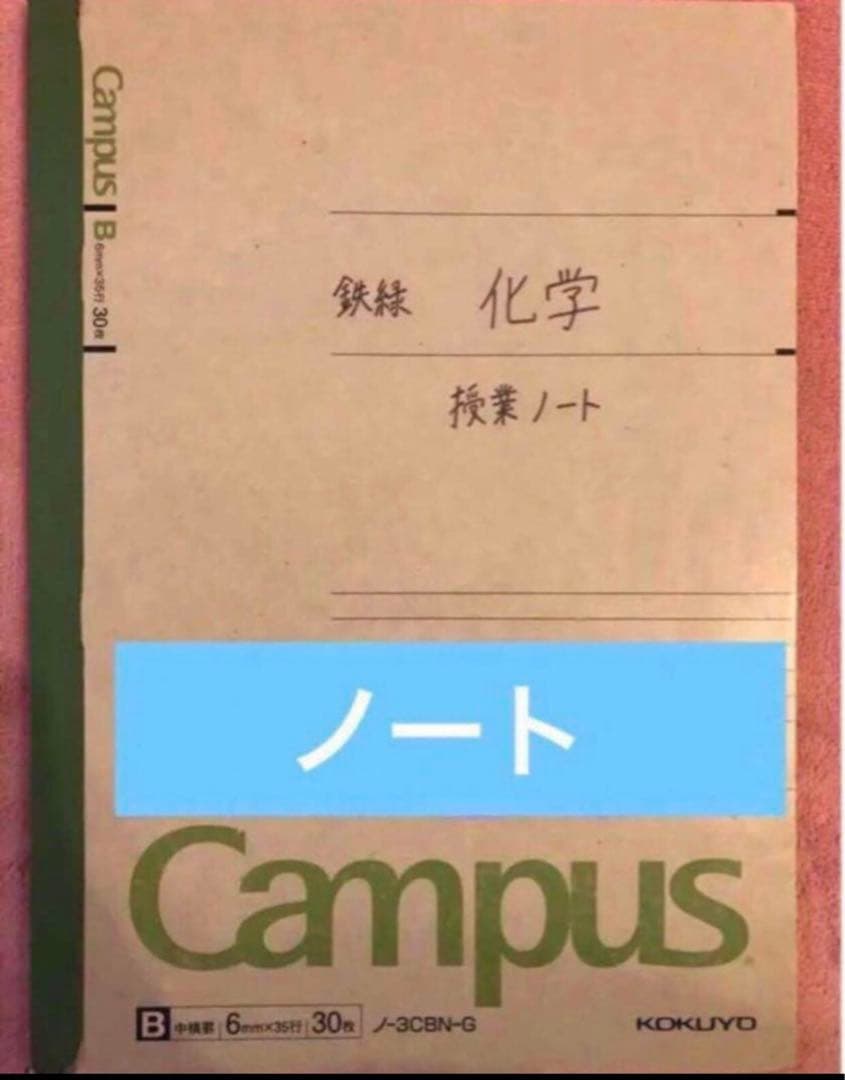 Campus
B 6mm×35行 30枚
鉄緑 化学
授業ノート
ノート
Campus
B 中横罫 6mm×35行 30枚 ノ-3CBN-G
KOKUYO